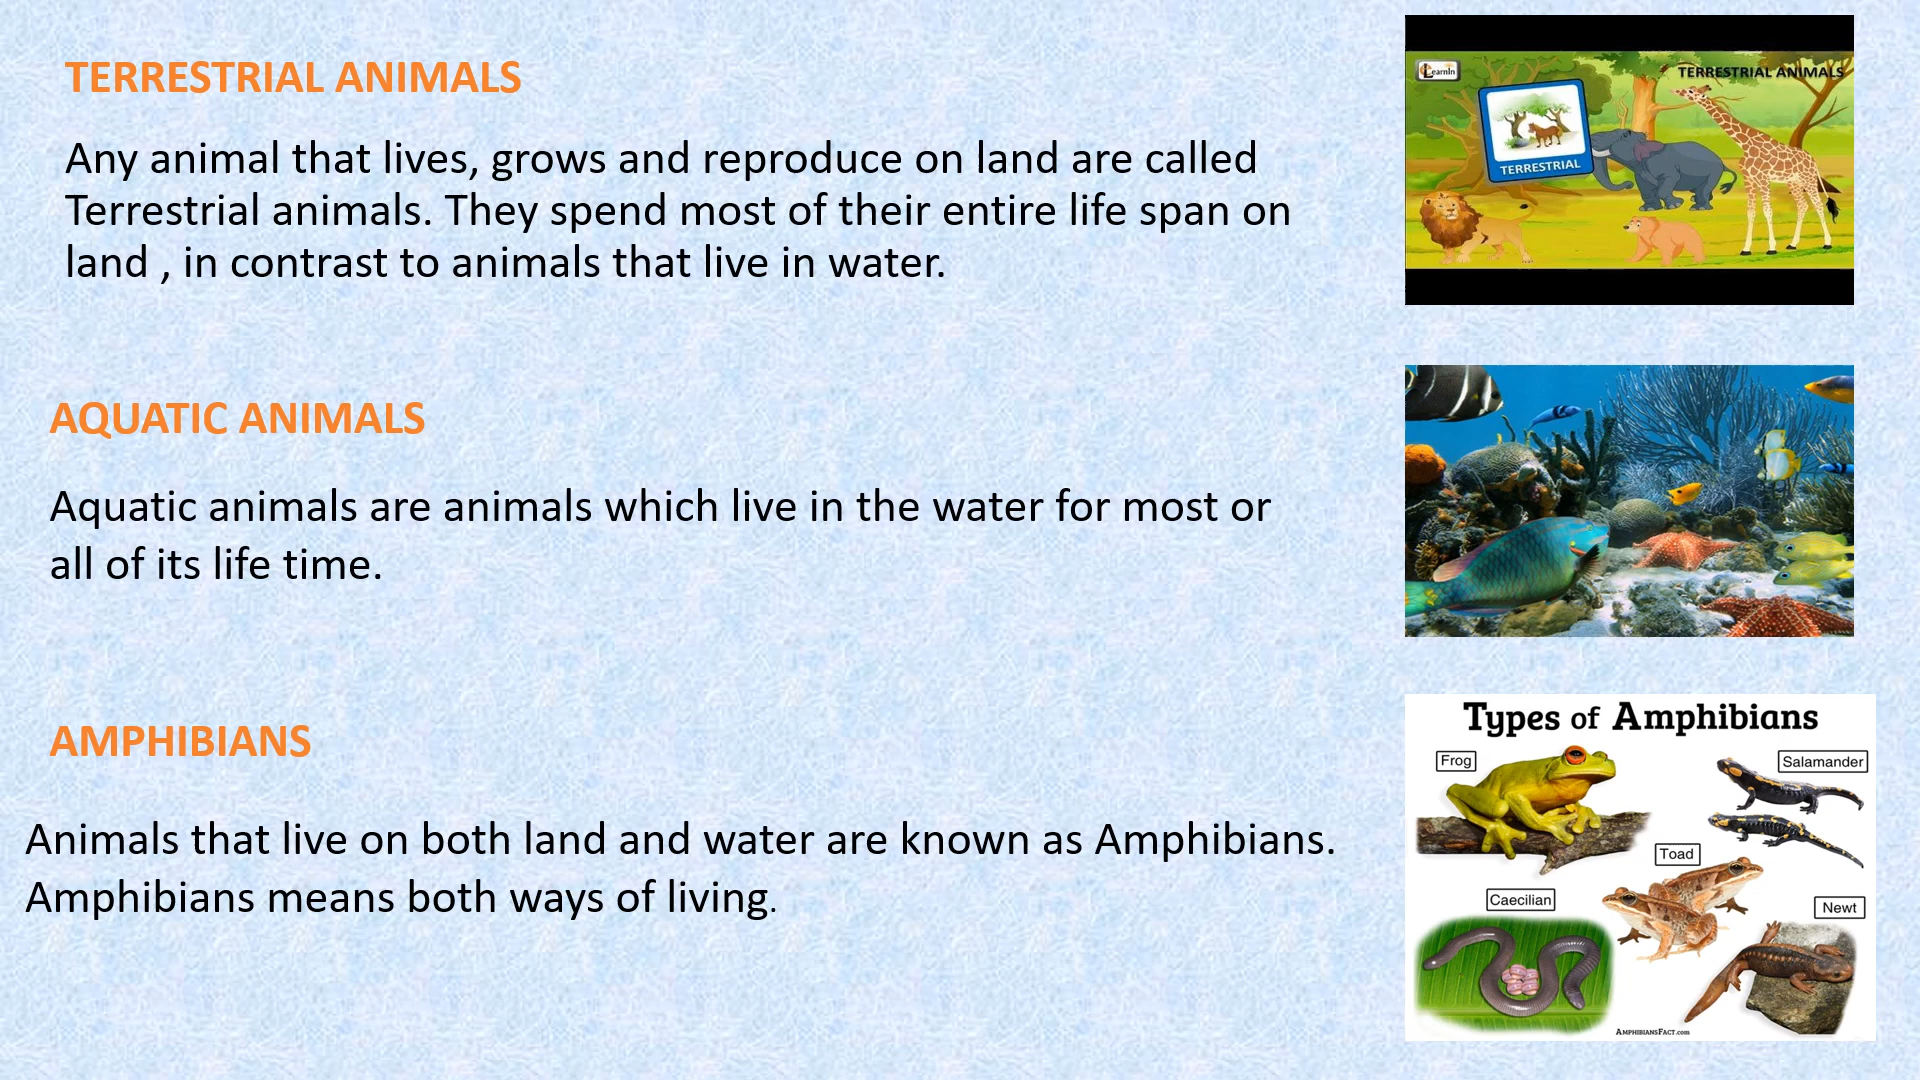 TERRESTRIAL ANIMALS
Any animal that lives, grows and reproduce on land are called
Terrestrial animals. They spend most of their entire life span on
land , in contrast to animals that live in water.
LearnIn
TERRESTRIAL ANIMALS
TERRESTRIAL
AQUATIC ANIMALS
Aquatic animals are animals which live in the water for most or
all of its life time.
AMPHIBIANS
Animals that live on both land and water are known as Amphibians.
Amphibians means both ways of living.
Types of Amphibians
Frog
Salamander
Toad
Caecilian
Newt
AMPHIBIANSFACT.com